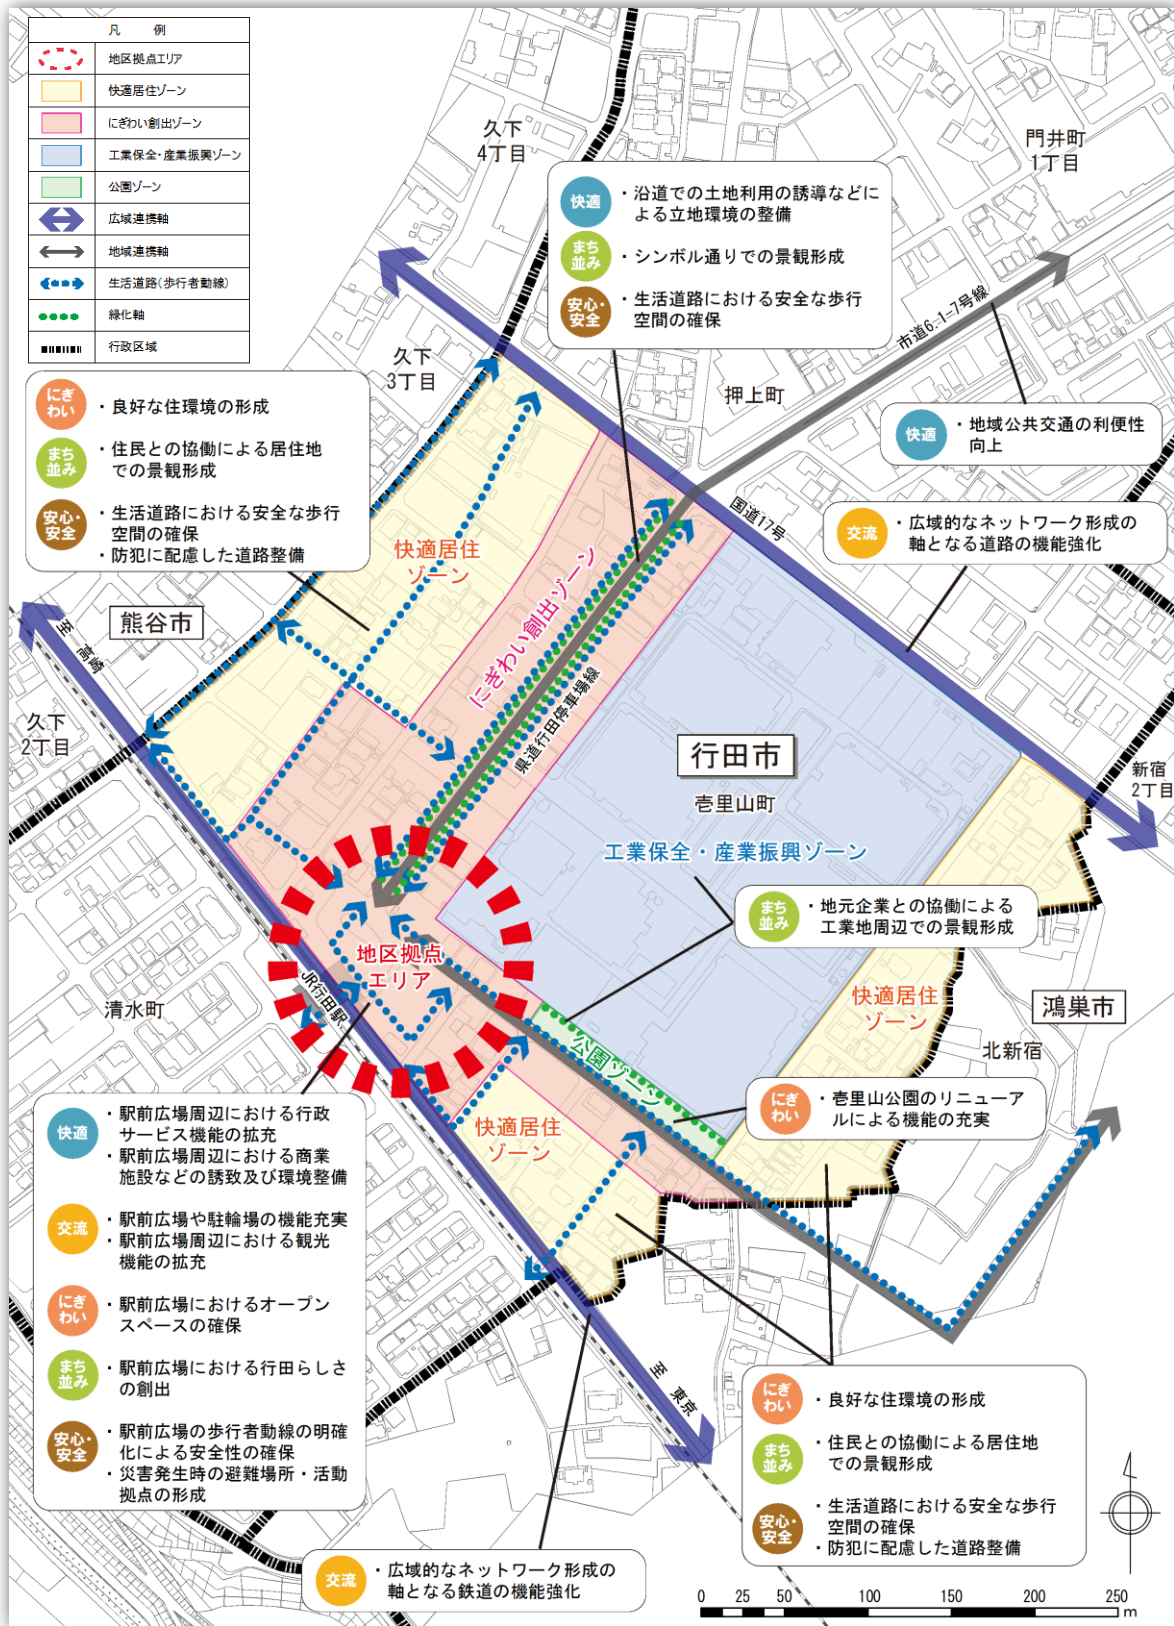 凡 例
地区拠点エリア
快適居住ゾーン
にぎわい創出ゾーン
工業保全・産業振興ゾーン
公園ゾーン
広域連携軸
地域連携軸
生活道路(歩行者動線)
緑化軸
行政区域
久下
4丁目
門井町
1丁目
快適
・沿道での土地利用の誘導などに
よる立地環境の整備
まち
並み
・シンボル通りでの景観形成
安心・
安全
・生活道路における安全な歩行
空間の確保
市道6.1-7号線
久下
3丁目
押上町
にぎ
わい
・良好な住環境の形成
まち
並み
・住民との協働による居住地
での景観形成
安心・
安全
・生活道路における安全な歩行
空間の確保
・防犯に配慮した道路整備
快適
・地域公共交通の利便性
向上
国道17号
交流
・広域的なネットワーク形成の
軸となる道路の機能強化
快適居住
ゾーン
にぎわい創出ゾーン
県道行田停車場線
熊谷市
至 高崎
久下
2丁目
行田市
壱里山町
新宿
2丁目
工業保全・産業振興ゾーン
まち
並み
・地元企業との協働による
工業地周辺での景観形成
地区拠点
エリア
JR行田駅
清水町
快適居住
ゾーン
鴻巣市
北新宿
公園ゾーン
にぎ
わい
・壱里山公園のリニューア
ルによる機能の充実
快適居住
ゾーン
快適
・駅前広場周辺における行政
サービス機能の拡充
・駅前広場周辺における商業
施設などの誘致及び環境整備
交流
・駅前広場や駐輪場の機能充実
・駅前広場周辺における観光
機能の拡充
にぎ
わい
・駅前広場におけるオープン
スペースの確保
まち
並み
・駅前広場における行田らしさ
の創出
安心・
安全
・駅前広場の歩行者動線の明確
化による安全性の確保
・災害発生時の避難場所・活動
拠点の形成
至 東京
にぎ
わい
・良好な住環境の形成
まち
並み
・住民との協働による居住地
での景観形成
安心・
安全
・生活道路における安全な歩行
空間の確保
・防犯に配慮した道路整備
交流
・広域的なネットワーク形成の
軸となる鉄道の機能強化
0 25 50 100 150 200 250
m